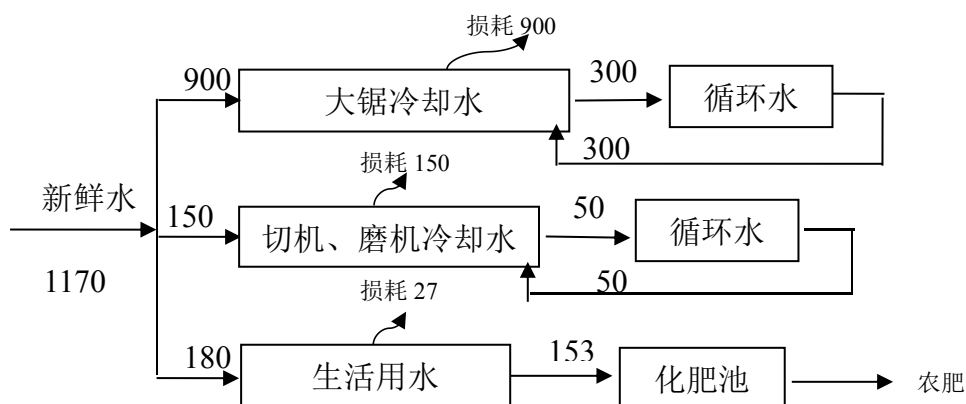 损耗 900
900
大锯冷却水
300
循环水
300
损耗 150
新鲜水
150
切机、磨机冷却水
50
循环水
1170
50
损耗 27
180
生活用水
153
化肥池
农肥